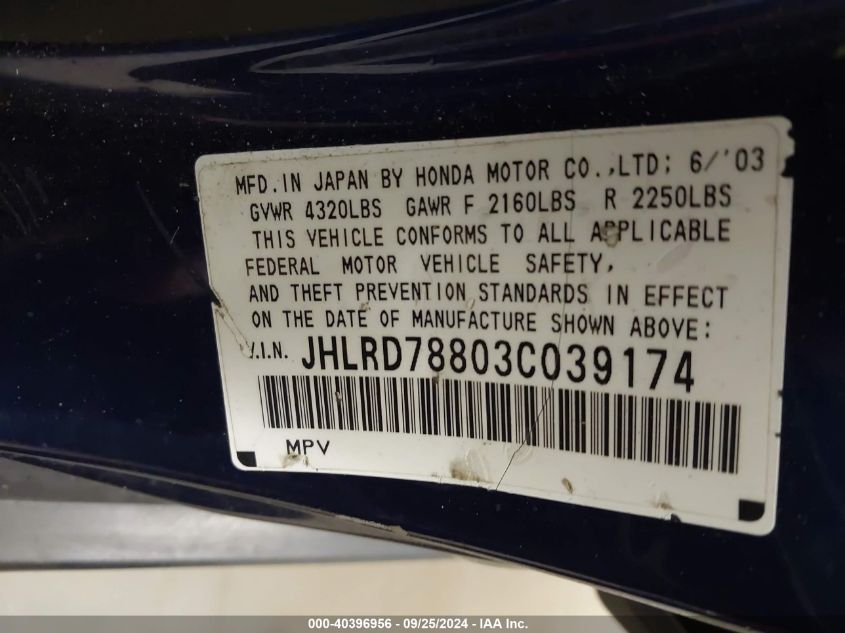 MFD. IN JAPAN BY HONDA MOTOR CO.,LTD; 6/'03
GVWR 4320LBS GAWR F 2160LBS R 2250LBS
THIS VEHICLE CONFORMS TO ALL APPLICABLE
FEDERAL MOTOR VEHICLE SAFETY,
AND THEFT PREVENTION STANDARDS IN EFFECT
ON THE DATE OF MANUFACTURE SHOWN ABOVE:
V.I.N. JHLRD78803C039174
MPV
000-40396956 - 09/25/2024 - IAA Inc.